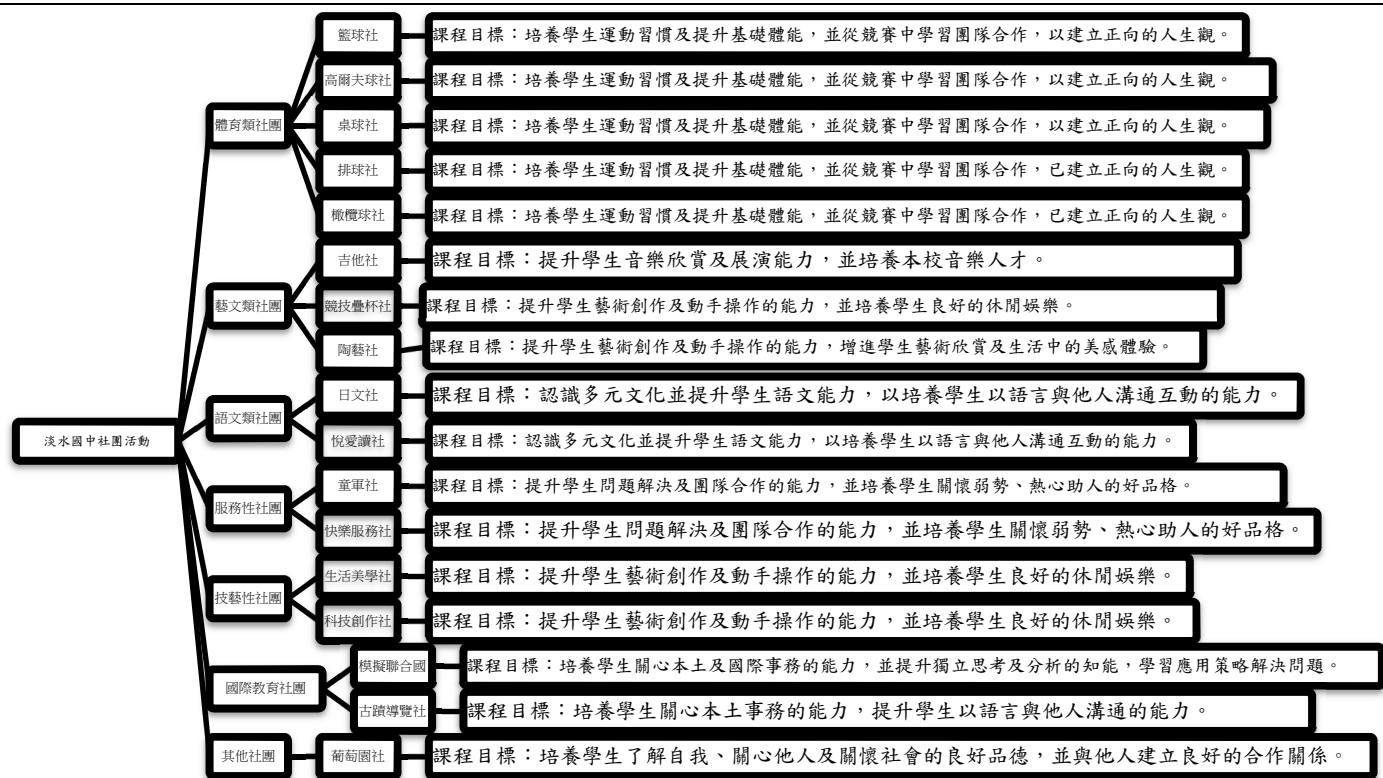 淡水國中社團活動
體育類社團
籃球社
課程目標：培養學生運動習慣及提升基礎體能，並從競賽中學習團隊合作，以建立正向的人生觀。
高爾夫球社
課程目標：培養學生運動習慣及提升基礎體能，並從競賽中學習團隊合作，以建立正向的人生觀。
桌球社
課程目標：培養學生運動習慣及提升基礎體能，並從競賽中學習團隊合作，以建立正向的人生觀。
排球社
課程目標：培養學生運動習慣及提升基礎體能，並從競賽中學習團隊合作，已建立正向的人生觀。
橄欖球社
課程目標：培養學生運動習慣及提升基礎體能，並從競賽中學習團隊合作，已建立正向的人生觀。
藝文類社團
吉他社
課程目標：提升學生音樂欣賞及展演能力，並培養本校音樂人才。
競技疊杯社
課程目標：提升學生藝術創作及動手操作的能力，並培養學生良好的休閒娛樂。
陶藝社
課程目標：提升學生藝術創作及動手操作的能力，增進學生藝術欣賞及生活中的美感體驗。
語文類社團
日文社
課程目標：認識多元文化並提升學生語文能力，以培養學生以語言與他人溝通互動的能力。
悅愛讀社
課程目標：認識多元文化並提升學生語文能力，以培養學生以語言與他人溝通互動的能力。
服務性社團
童軍社
課程目標：提升學生問題解決及團隊合作的能力，並培養學生關懷弱勢、熱心助人的好品格。
快樂服務社
課程目標：提升學生問題解決及團隊合作的能力，並培養學生關懷弱勢、熱心助人的好品格。
技藝性社團
生活美學社
課程目標：提升學生藝術創作及動手操作的能力，並培養學生良好的休閒娛樂。
科技創作社
課程目標：提升學生藝術創作及動手操作的能力，並培養學生良好的休閒娛樂。
國際教育社團
模擬聯合國
課程目標：培養學生關心本土及國際事務的能力，並提升獨立思考及分析的知能，學習應用策略解決問題。
古蹟導覽社
課程目標：培養學生關心本土事務的能力，提升學生以語言與他人溝通的能力。
其他社團
葡萄園社
課程目標：培養學生了解自我、關心他人及關懷社會的良好品德，並與他人建立良好的合作關係。